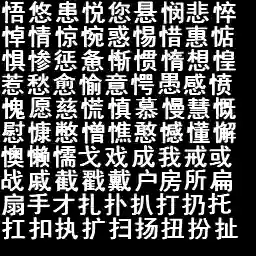 悟悠患悦您悬悯悲悴
悼情惊惋惑惕惜惠惦
惧惨惩惫惭惯惰想惶
惹愁愈愉意愕愚感愤
愧愿慈慌慎慕慢慧慨
慰慷憋憎憔憨憾懂懈
懊懒懦戈戏成我戒或
战戚截戳戴户房所扁
扇手才扎扑扒打扔托
扛扣执扩扫扬扭扮扯